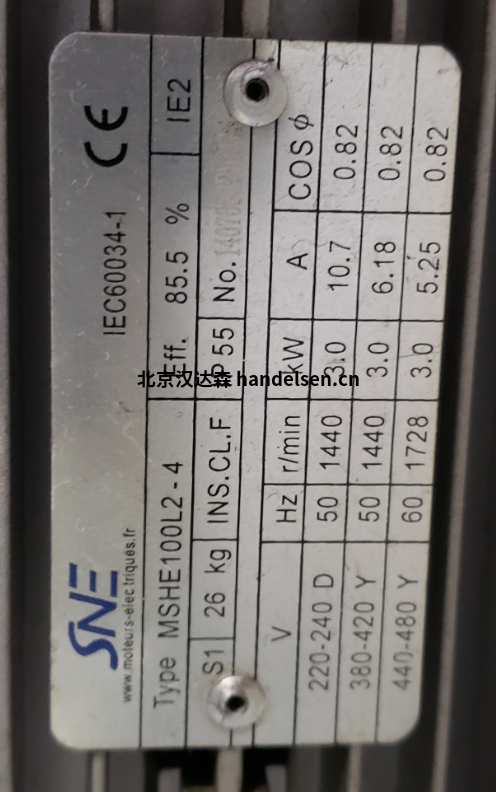 SNE
www.moteurs-electriques.fr
IEC60034-1 CE
Type MSHE100L2-4 Eff. 85.5 % IE2
S1 26 kg INS.CL.F IP55 No.
V Hz r/min kW A COS ϕ
220-240 D 50 1440 3.0 10.7 0.82
380-420 Y 50 1440 3.0 6.18 0.82
440-480 Y 60 1728 3.0 5.25 0.82
北京汉达森 handelsen.cn